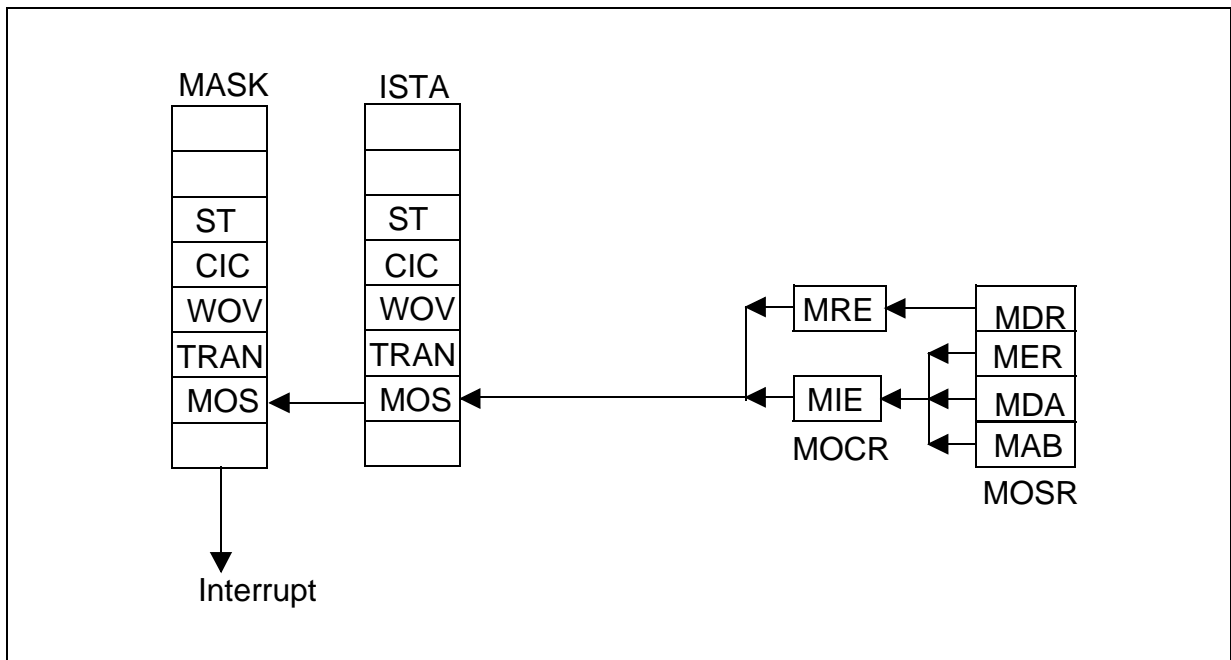 MASK
ISTA
ST
CIC
WOV
TRAN
MOS
ST
CIC
WOV
TRAN
MOS
MRE
MIE
MOCR
MDR
MER
MDA
MAB
MOSR
Interrupt